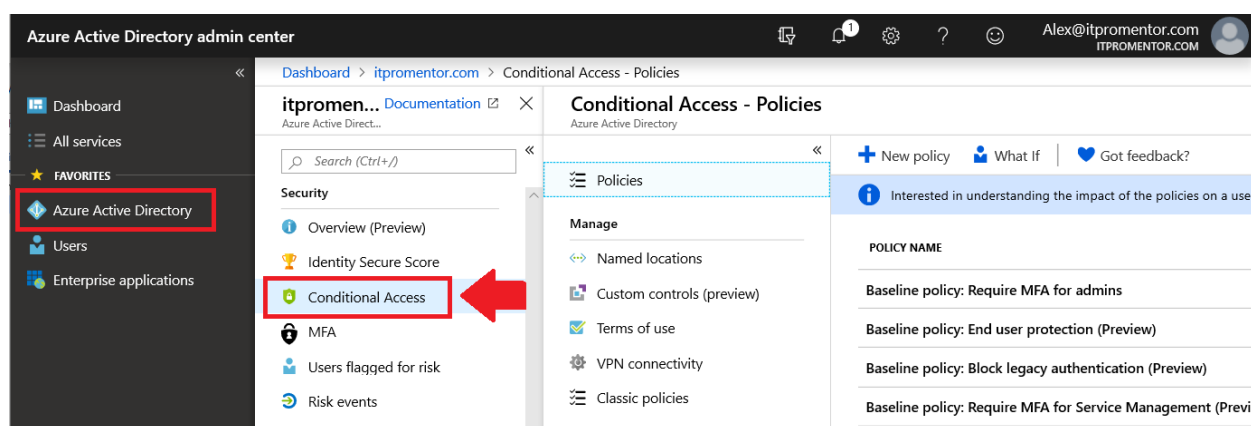 Azure Active Directory admin center
1
Alex@itpromentor.com
ITPROMENTOR.COM
«
Dashboard
All services
FAVORITES
Azure Active Directory
Users
Enterprise applications
Dashboard > itpromentor.com > Conditional Access - Policies
itpromen... Documentation
Azure Active Direct...
Search (Ctrl+/)
«
Security
Overview (Preview)
Identity Secure Score
Conditional Access
MFA
Users flagged for risk
Risk events
Conditional Access - Policies
Azure Active Directory
«
Policies
Manage
Named locations
Custom controls (preview)
Terms of use
VPN connectivity
Classic policies
New policy What If Got feedback?
Interested in understanding the impact of the policies on a use
POLICY NAME
Baseline policy: Require MFA for admins
Baseline policy: End user protection (Preview)
Baseline policy: Block legacy authentication (Preview)
Baseline policy: Require MFA for Service Management (Previ